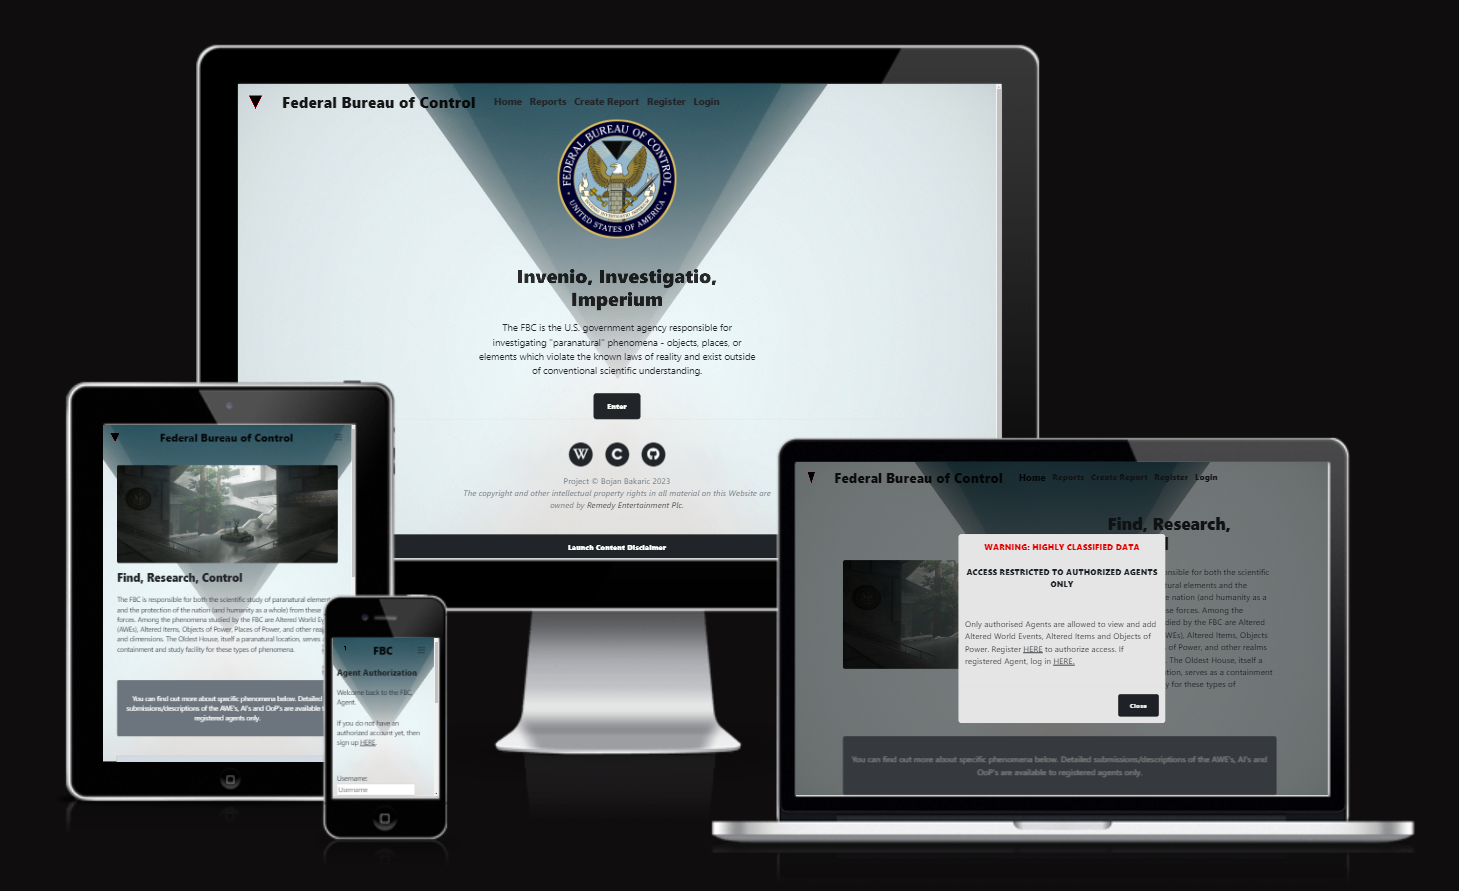 Federal Bureau of Control
Home Reports Create Report Register Login
FEDERAL BUREAU OF CONTROL
UNITED STATES OF AMERICA
Invenio, Investigatio,
Imperium
The FBC is the U.S. government agency responsible for
investigating "paranatural" phenomena - objects, places, or
elements which violate the known laws of reality and exist outside
of conventional scientific understanding.
Enter
W C
Project © Bojan Bakaric 2023
The copyright and other intellectual property rights in all material on this Website are
owned by Remedy Entertainment Plc.
Launch Content Disclaimer
Federal Bureau of Control
Find, Research, Control
The FBC is responsible for both the scientific study of paranatural element
and the protection of the nation (and humanity as a whole) from these
forces. Among the phenomena studied by the FBC are Altered World Ev
(AWEs), Altered Items, Objects of Power, Places of Power, and other rea
and dimensions. The Oldest House, itself a paranatural location, serves
containment and study facility for these types of phenomena.
You can find out more about specific phenomena below. Detailed
submissions/descriptions of the AWE's, AI's and OoP's are available t
registered agents only.
FBC
Agent Authorization
Welcome back to the FBC,
Agent.
If you do not have an
authorized account yet, then
sign up HERE.
Username:
Username
Federal Bureau of Control
Home Reports Create Report Register Login
Find, Research,
l
nsible for both the scientific
tural elements and the
e nation (and humanity as a
se forces. Among the
died by the FBC are Altered
WEs), Altered Items, Objects
s of Power, and other realms
. The Oldest House, itself a
tion, serves as a containment
y for these types of
WARNING: HIGHLY CLASSIFIED DATA
ACCESS RESTRICTED TO AUTHORIZED AGENTS
ONLY
Only authorised Agents are allowed to view and add
Altered World Events, Altered Items and Objects of
Power. Register HERE to authorize access. If
registered Agent, log in HERE.
Close
You can find out more about specific phenomena below. Detailed submissions/descriptions of the AWE's, AI's and
OoP's are available to registered agents only.